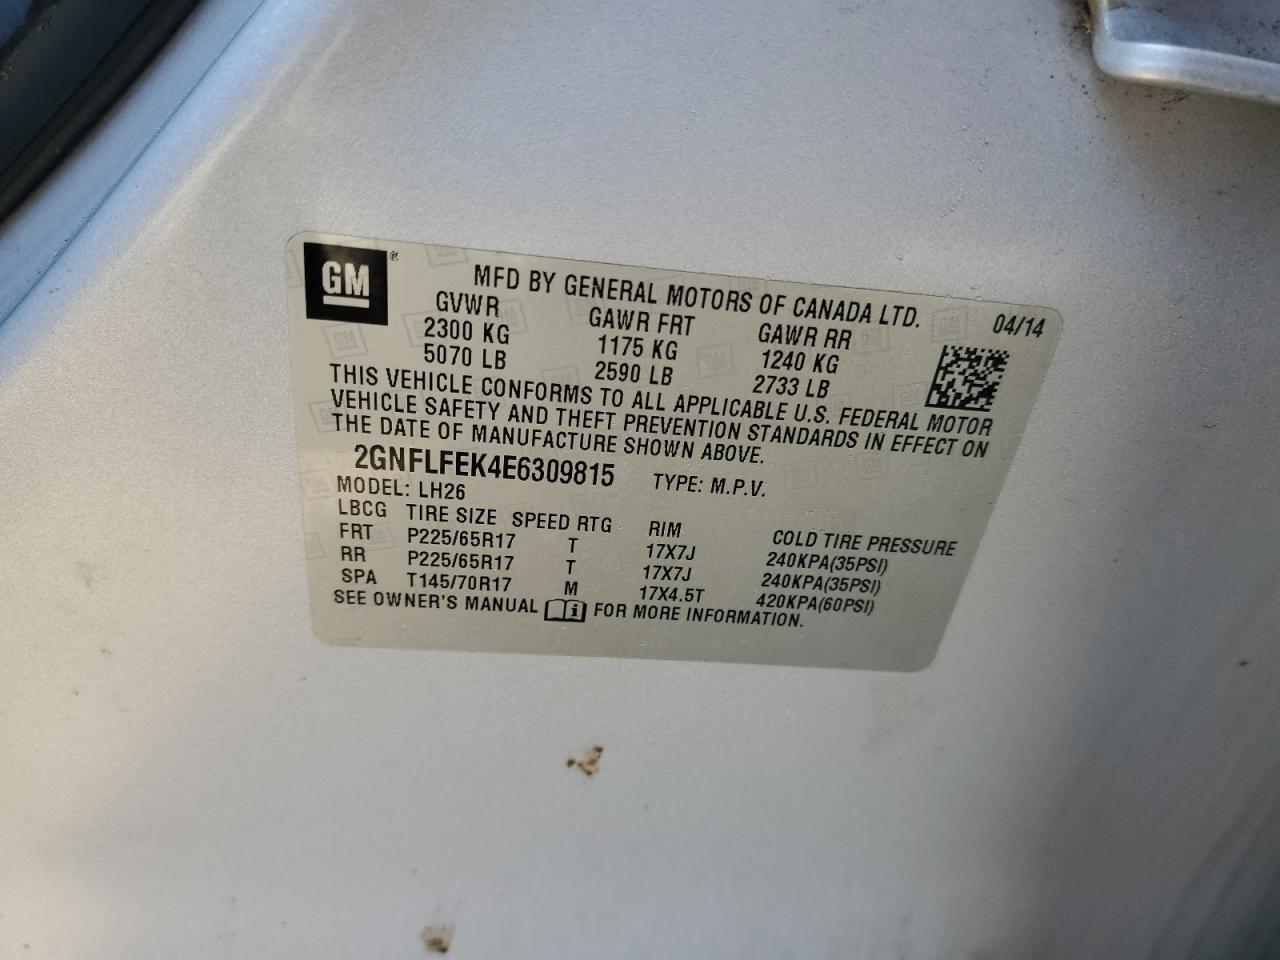 GM®
MFD BY GENERAL MOTORS OF CANADA LTD.
04/14
GVWR GAWR FRT GAWR RR
2300 KG 1175 KG 1240 KG
5070 LB 2590 LB 2733 LB
THIS VEHICLE CONFORMS TO ALL APPLICABLE U.S. FEDERAL MOTOR
VEHICLE SAFETY AND THEFT PREVENTION STANDARDS IN EFFECT ON
THE DATE OF MANUFACTURE SHOWN ABOVE.
2GNFLFEK4E6309815 TYPE: M.P.V.
MODEL: LH26
LBCG TIRE SIZE SPEED RTG RIM COLD TIRE PRESSURE
FRT P225/65R17 T 17X7J 240KPA(35PSI)
RR P225/65R17 T 17X7J 240KPA(35PSI)
SPA T145/70R17 M 17X4.5T 420KPA(60PSI)
SEE OWNER'S MANUAL i FOR MORE INFORMATION.